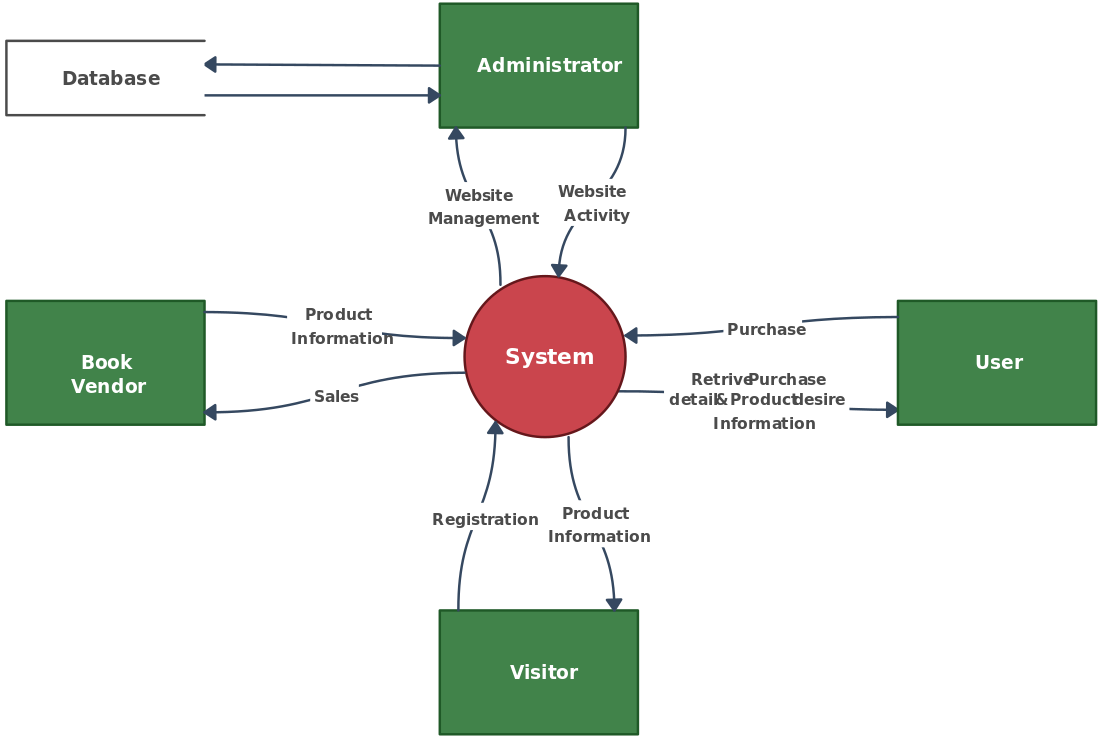 Administrator
Database
Website
Management
Website
Activity
Product
Information
Book
Vendor
Sales
System
Purchase
User
Retrive Purchase
detail & Product desire
Information
Registration
Product
Information
Visitor